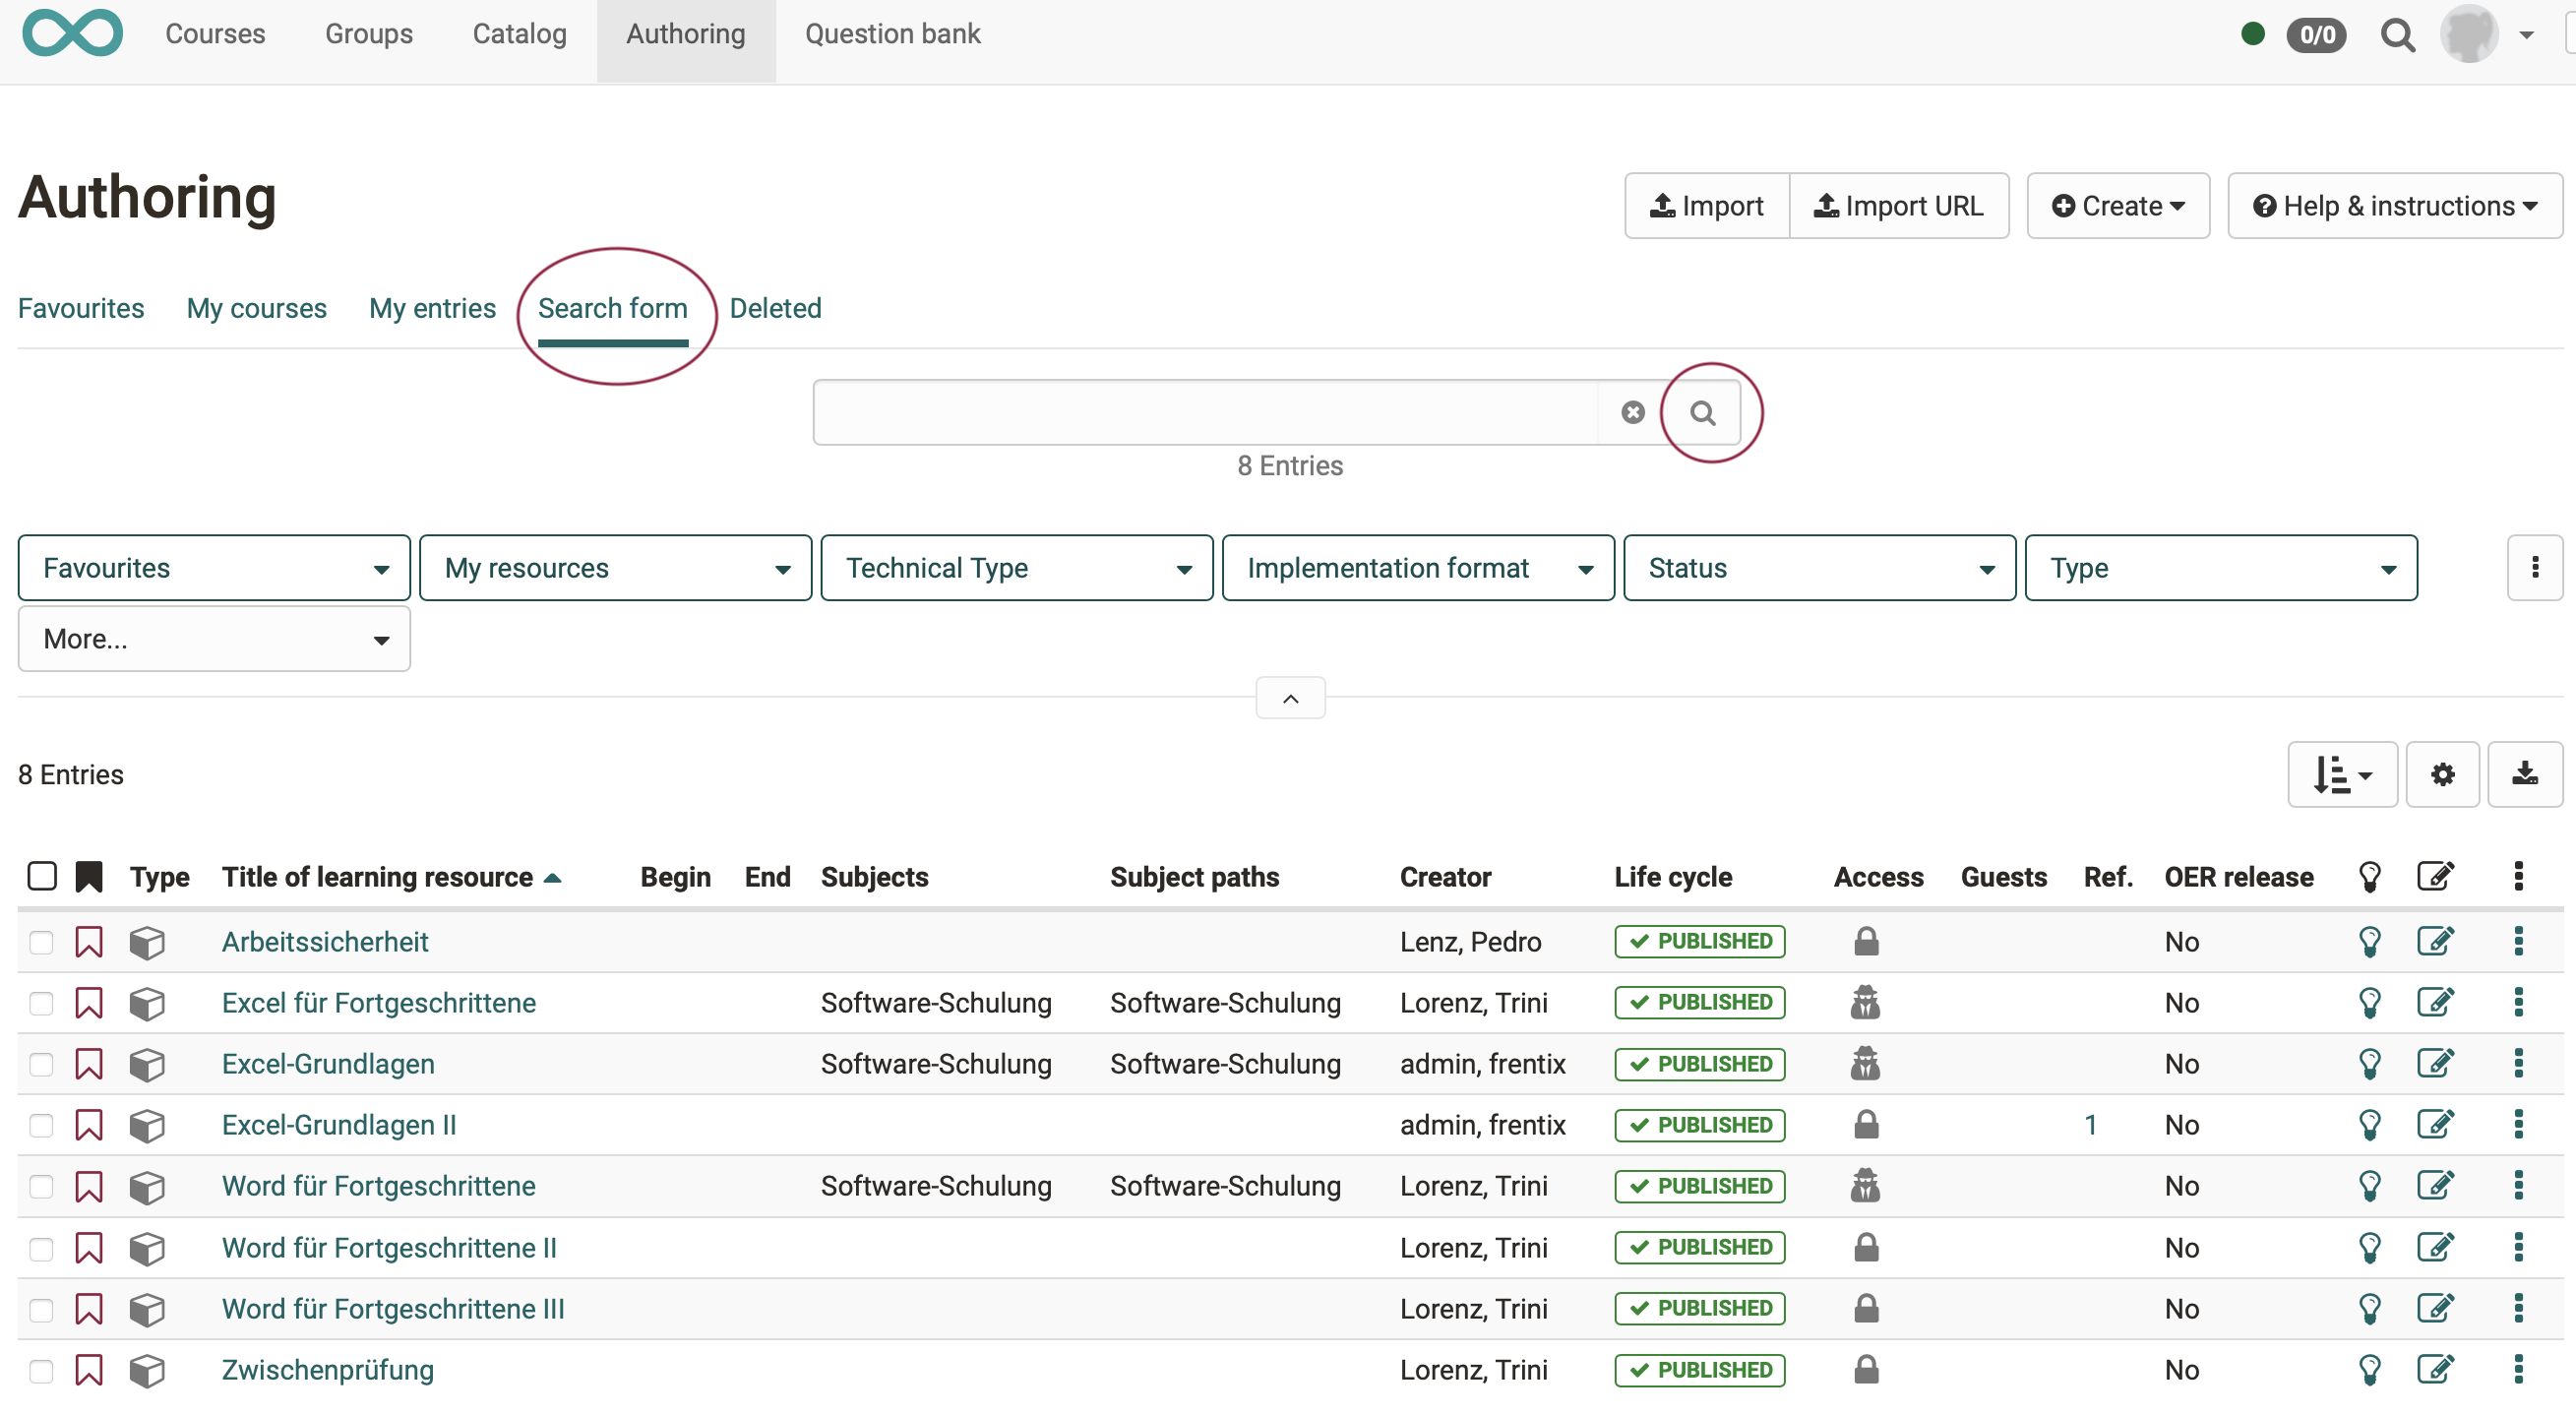 Courses Groups Catalog Authoring Question bank 0/0
Authoring
Import Import URL Create Help & instructions
Favourites My courses My entries Search form Deleted
8 Entries
Favourites My resources Technical Type Implementation format Status Type
More...
8 Entries
Type Title of learning resource Begin End Subjects Subject paths Creator Life cycle Access Guests Ref. OER release
Arbeitssicherheit Lenz, Pedro PUBLISHED No
Excel für Fortgeschrittene Software-Schulung Software-Schulung Lorenz, Trini PUBLISHED No
Excel-Grundlagen Software-Schulung Software-Schulung admin, frentix PUBLISHED No
Excel-Grundlagen II admin, frentix PUBLISHED 1 No
Word für Fortgeschrittene Software-Schulung Software-Schulung Lorenz, Trini PUBLISHED No
Word für Fortgeschrittene II Lorenz, Trini PUBLISHED No
Word für Fortgeschrittene III Lorenz, Trini PUBLISHED No
Zwischenprüfung Lorenz, Trini PUBLISHED No